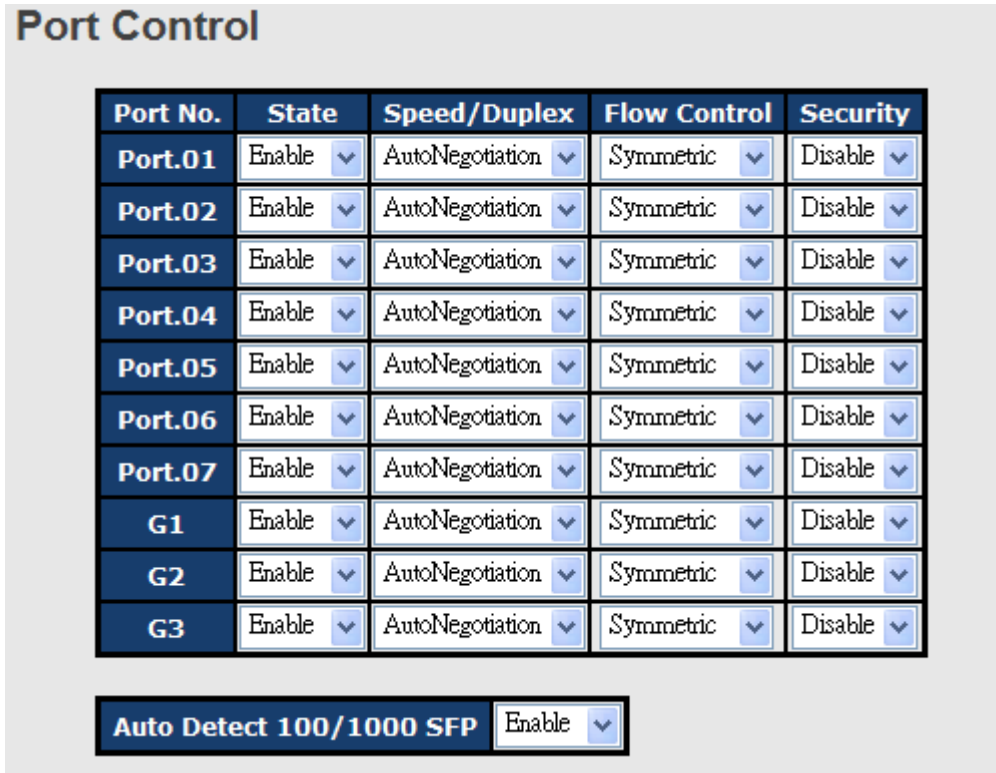 Port Control
Port No. State Speed/Duplex Flow Control Security
Port.01 Enable AutoNegotiation Symmetric Disable
Port.02 Enable AutoNegotiation Symmetric Disable
Port.03 Enable AutoNegotiation Symmetric Disable
Port.04 Enable AutoNegotiation Symmetric Disable
Port.05 Enable AutoNegotiation Symmetric Disable
Port.06 Enable AutoNegotiation Symmetric Disable
Port.07 Enable AutoNegotiation Symmetric Disable
G1 Enable AutoNegotiation Symmetric Disable
G2 Enable AutoNegotiation Symmetric Disable
G3 Enable AutoNegotiation Symmetric Disable
Auto Detect 100/1000 SFP Enable